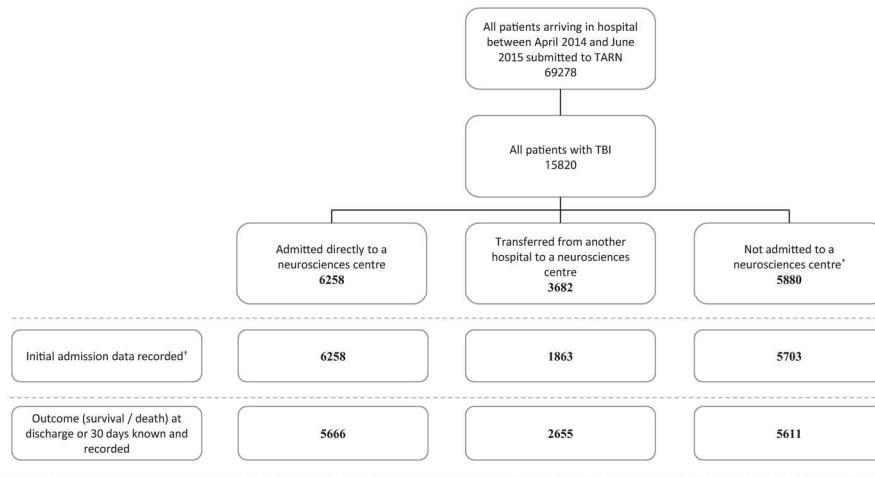 All patients arriving in hospital
between April 2014 and June
2015 submitted to TARN
69278
All patients with TBI
15820
Admitted directly to a
neurosciences centre
6258
Transferred from another
hospital to a neurosciences
centre
3682
Not admitted to a
neurosciences centre*
5880
Initial admission data recorded†
6258
1863
5703
Outcome (survival / death) at
discharge or 30 days known and
recorded
5666
2655
5611